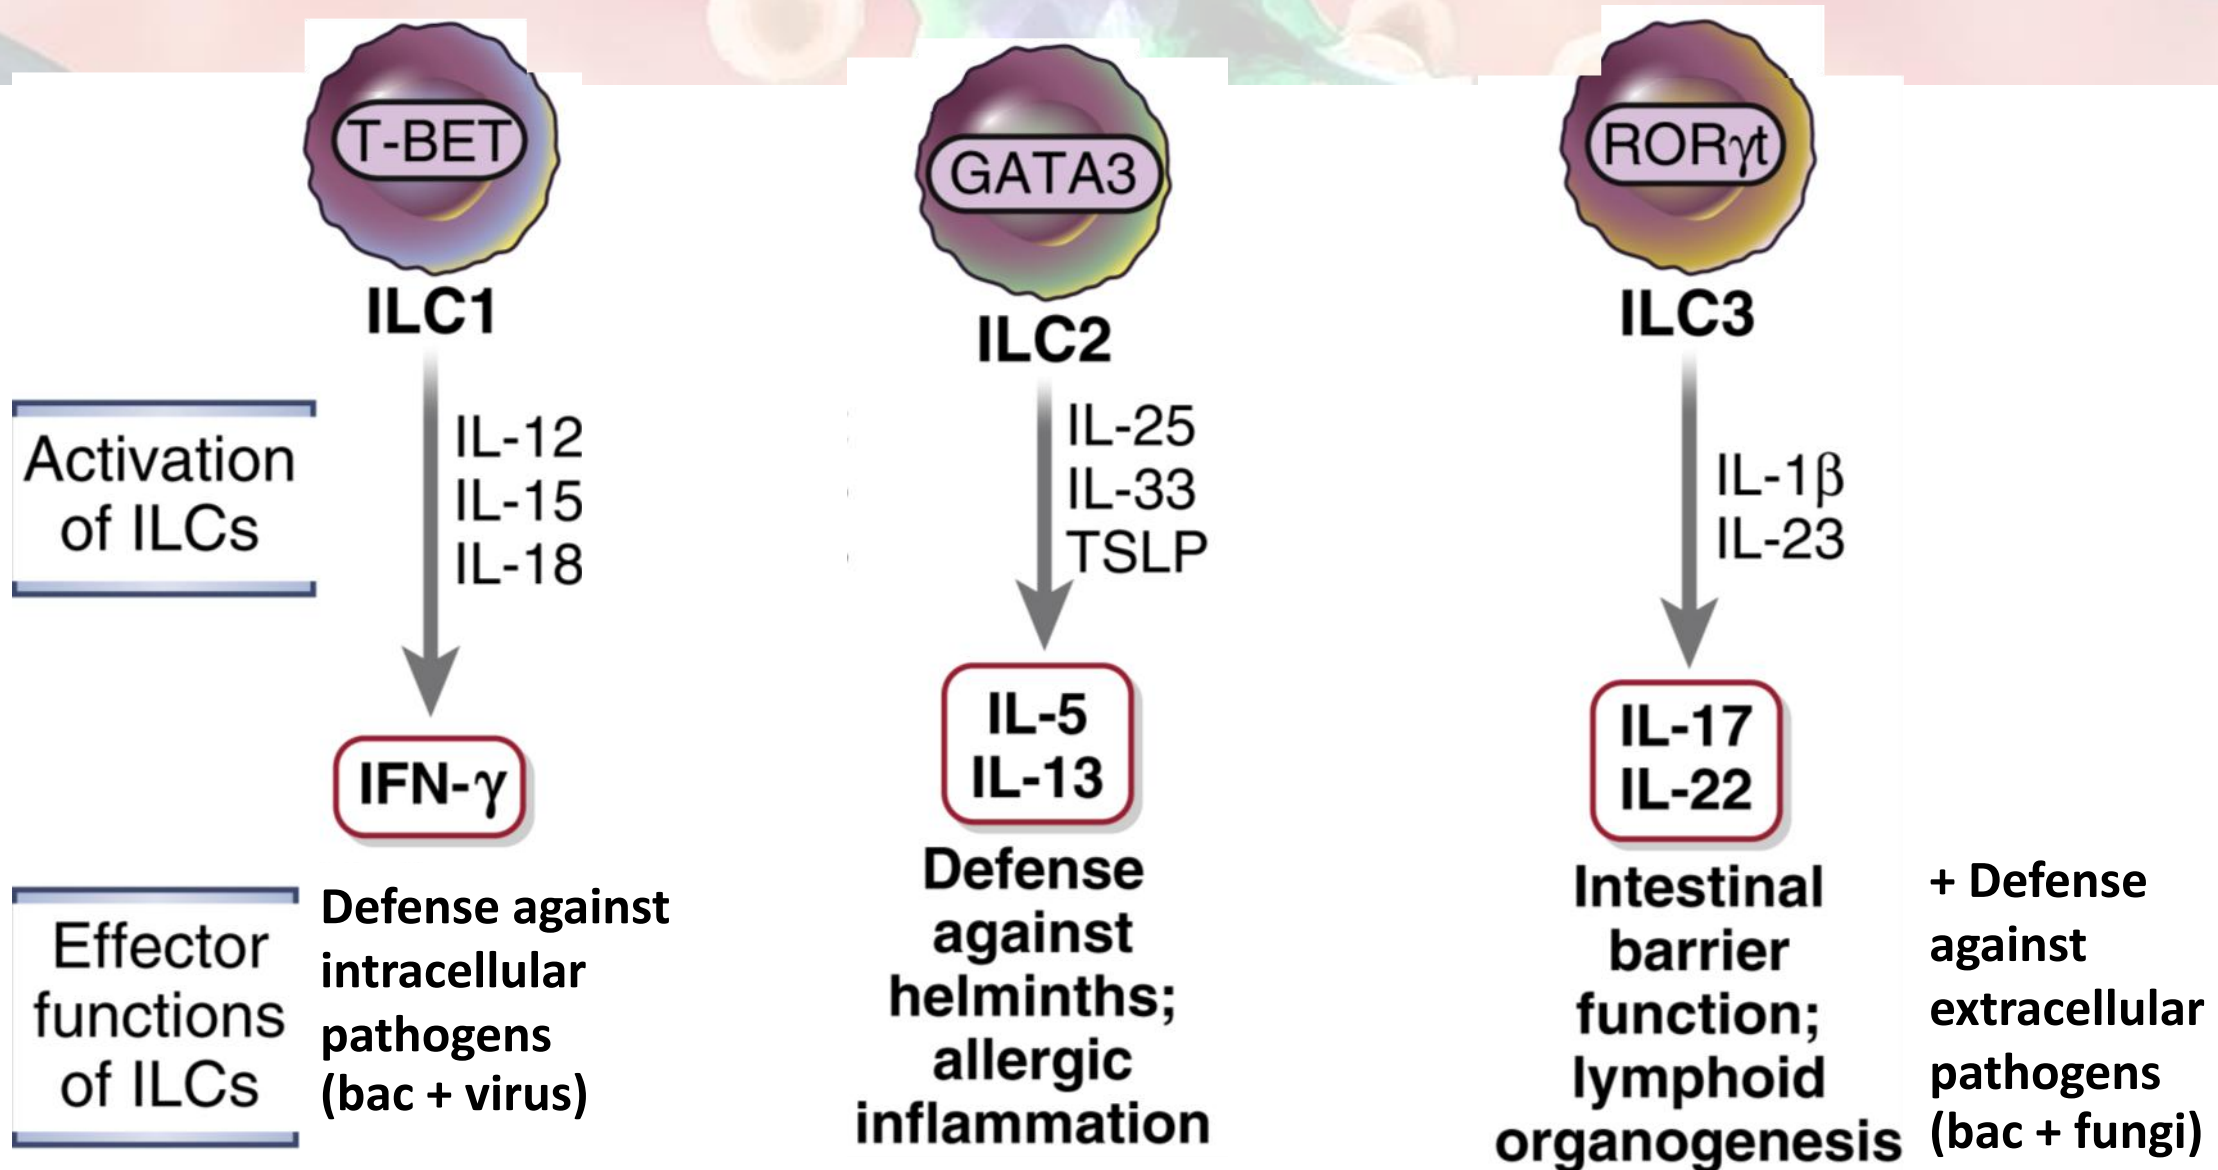 T-BET
GATA3
RORγt
ILC1
ILC2
ILC3
Activation
of ILCs
IL-12
IL-15
IL-18
IL-25
IL-33
TSLP
IL-1β
IL-23
IFN-γ
IL-5
IL-13
IL-17
IL-22
Effector
functions
of ILCs
Defense against
intracellular
pathogens
(bac + virus)
Defense
against
helminths;
allergic
inflammation
Intestinal
barrier
function;
lymphoid
organogenesis
+ Defense
against
extracellular
pathogens
(bac + fungi)